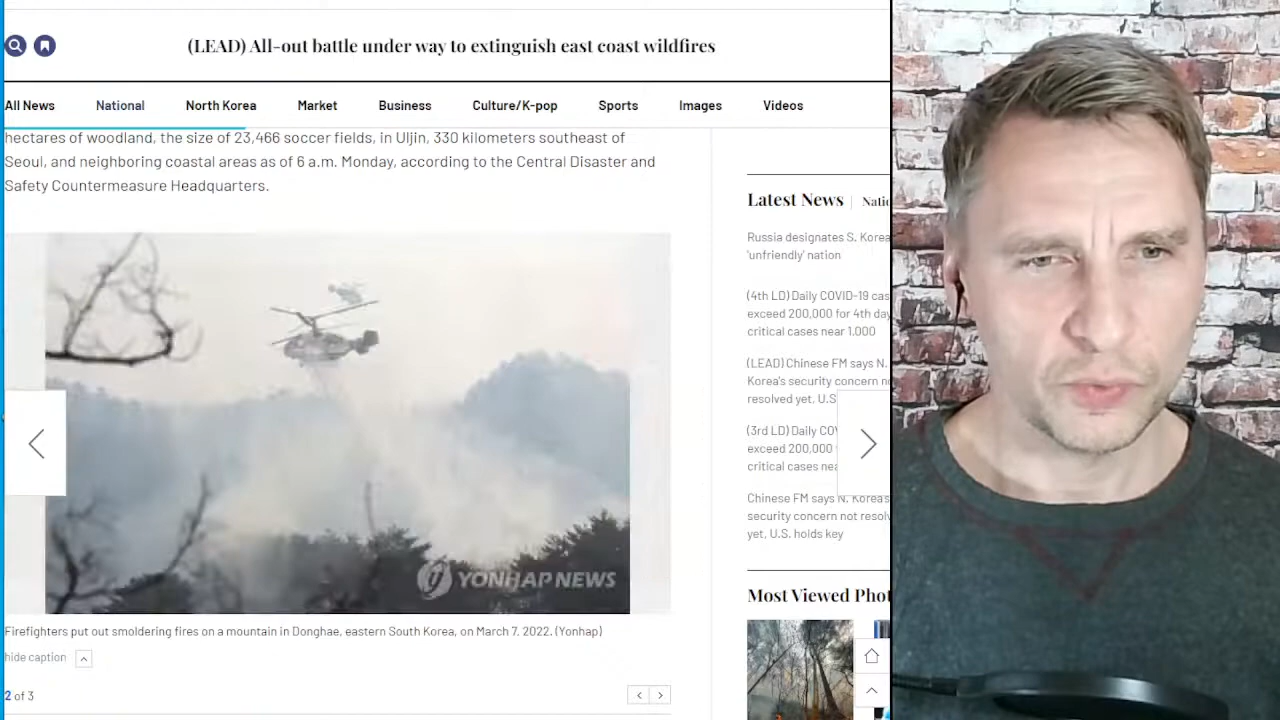 (LEAD) All-out battle under way to extinguish east coast wildfires
All News National North Korea Market Business Culture/K-pop Sports Images Videos
hectares of woodland, the size of 23,466 soccer fields, in Uljin, 330 kilometers southeast of
Seoul, and neighboring coastal areas as of 6 a.m. Monday, according to the Central Disaster and
Safety Countermeasure Headquarters.
YONHAP NEWS
Firefighters put out smoldering fires on a mountain in Donghae, eastern South Korea, on March 7, 2022. (Yonhap)
hide caption
2 of 3
Latest News
Russia designates S. Korea
'unfriendly' nation
(4th LD) Daily COVID-19 cas
exceed 200,000 for 4th da
critical cases near 1,000
(LEAD) Chinese FM says N.
Korea's security concern n
resolved yet, U.S
(3rd LD) Daily COV
exceed 200,000
critical cases nea
Chinese FM says N. Korea's
security concern not resol
yet, U.S. holds key
Most Viewed Phot